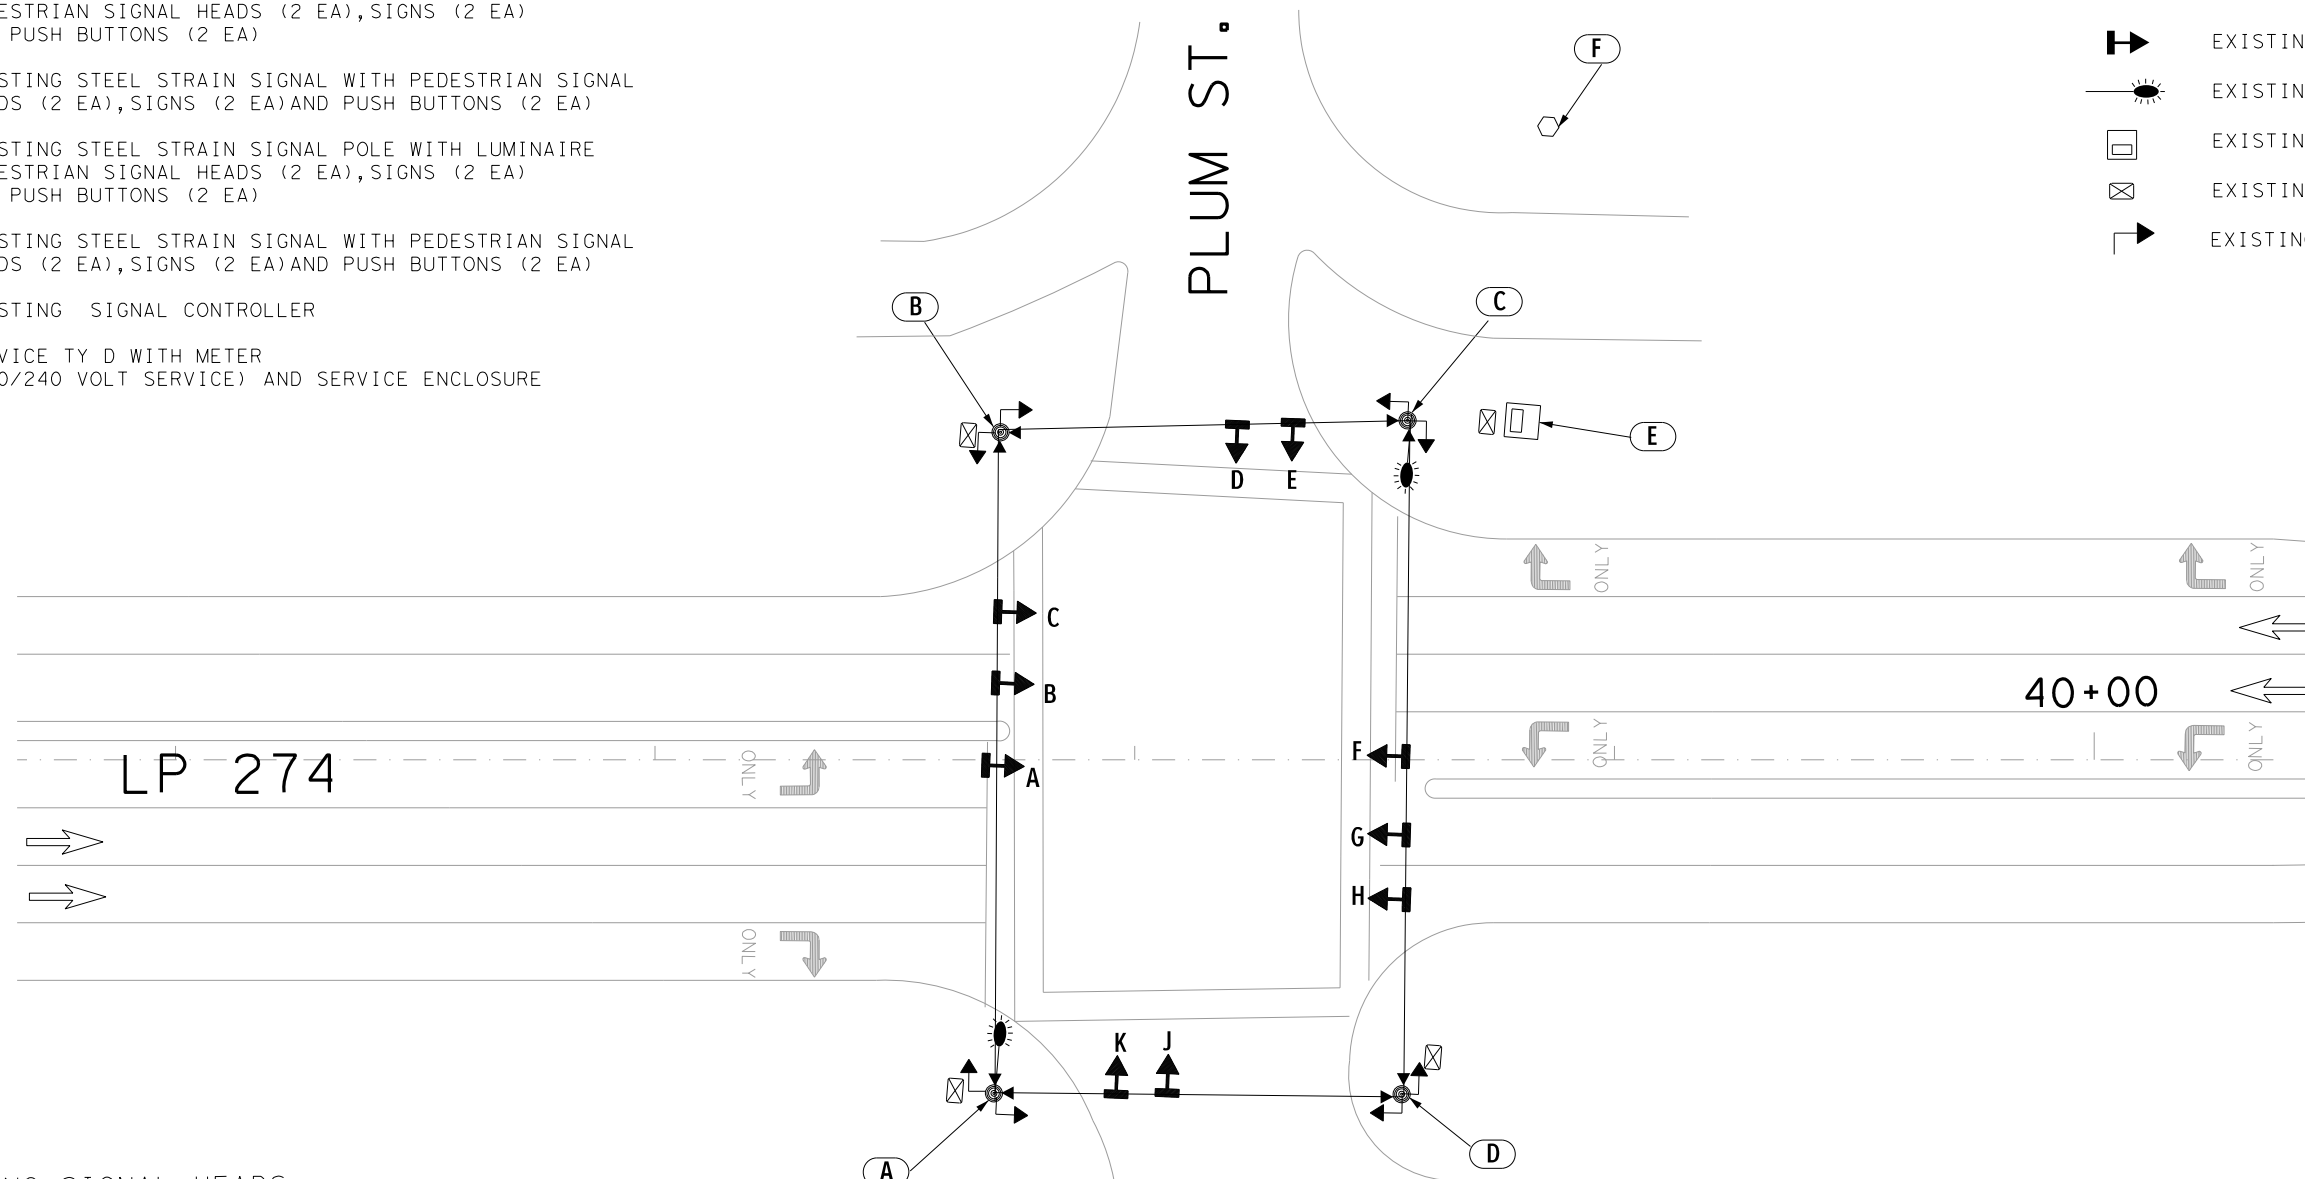 ESTRIAN SIGNAL HEADS (2 EA),SIGNS (2 EA)
PUSH BUTTONS (2 EA)
STING STEEL STRAIN SIGNAL WITH PEDESTRIAN SIGNAL
DS (2 EA),SIGNS (2 EA)AND PUSH BUTTONS (2 EA)
STING STEEL STRAIN SIGNAL POLE WITH LUMINAIRE
ESTRIAN SIGNAL HEADS (2 EA),SIGNS (2 EA)
PUSH BUTTONS (2 EA)
STING STEEL STRAIN SIGNAL WITH PEDESTRIAN SIGNAL
DS (2 EA),SIGNS (2 EA)AND PUSH BUTTONS (2 EA)
STING SIGNAL CONTROLLER
VICE TY D WITH METER
0/240 VOLT SERVICE) AND SERVICE ENCLOSURE
PLUM ST.
F
EXISTIN
EXISTIN
EXISTIN
EXISTIN
EXISTING
B
C
E
D
E
ONLY
ONLY
C
B
40+00
LP 274
ONLY
A
F
ONLY
ONLY
G
H
ONLY
K
J
A
D
SIGNAL HEADS